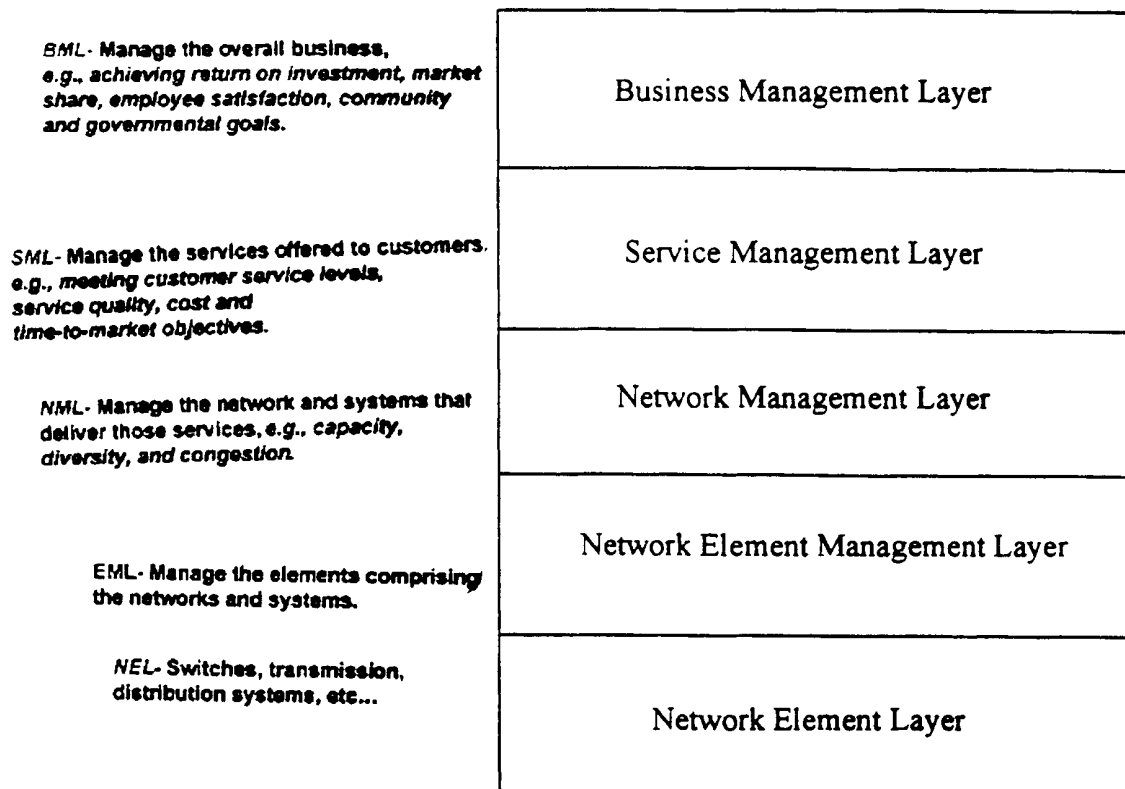 BML- Manage the overall business,
e.g., achieving return on investment, market
share, employee satisfaction, community
and governmental goals.
Business Management Layer
SML- Manage the services offered to customers,
e.g., meeting customer service levels,
service quality, cost and
time-to-market objectives.
Service Management Layer
NML- Manage the network and systems that
deliver those services, e.g., capacity,
diversity, and congestion.
Network Management Layer
EML- Manage the elements comprising
the networks and systems.
Network Element Management Layer
NEL- Switches, transmission,
distribution systems, etc...
Network Element Layer